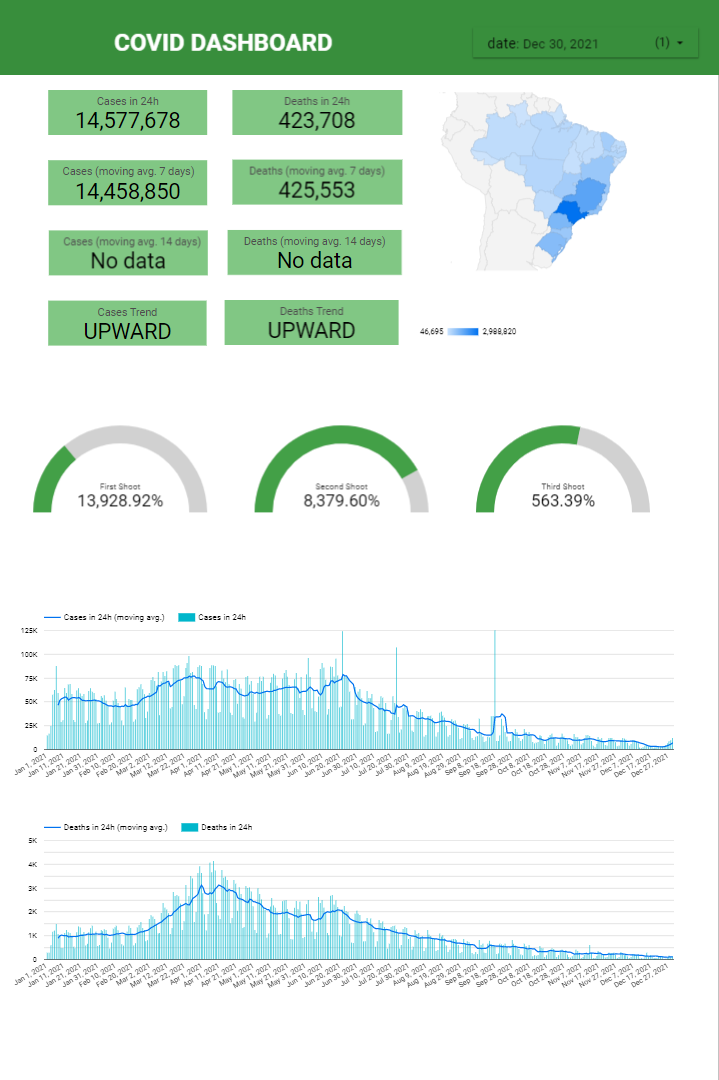 COVID DASHBOARD
date: Dec 30, 2021 (1)
Cases in 24h
14,577,678
Deaths in 24h
423,708
Cases (moving avg. 7 days)
14,458,850
Deaths (moving avg. 7 days)
425,553
Cases (moving avg. 14 days)
No data
Deaths (moving avg. 14 days)
No data
Cases Trend
UPWARD
Deaths Trend
UPWARD
46,695 2,988,820
First Shoot
13,928.92%
Second Shoot
8,379.60%
Third Shoot
563.39%
Cases in 24h (moving avg.) Cases in 24h
125K
100K
75K
50K
25K
0
Jan 1, 2021 Jan 11, 2021 Jan 21, 2021 Jan 31, 2021 Feb 10, 2021 Feb 20, 2021 Mar 2, 2021 Mar 12, 2021 Mar 22, 2021 Apr 1, 2021 Apr 11, 2021 Apr 21, 2021 May 1, 2021 May 11, 2021 May 21, 2021 May 31, 2021 Jun 10, 2021 Jun 20, 2021 Jun 30, 2021 Jul 10, 2021 Jul 20, 2021 Jul 30, 2021 Aug 9, 2021 Aug 19, 2021 Aug 29, 2021 Sep 8, 2021 Sep 18, 2021 Sep 28, 2021 Oct 8, 2021 Oct 18, 2021 Oct 28, 2021 Nov 7, 2021 Nov 17, 2021 Nov 27, 2021 Dec 7, 2021 Dec 17, 2021 Dec 27, 2021
Deaths in 24h (moving avg.) Deaths in 24h
5K
4K
3K
2K
1K
0
Jan 1, 2021 Jan 11, 2021 Jan 21, 2021 Jan 31, 2021 Feb 10, 2021 Feb 20, 2021 Mar 2, 2021 Mar 12, 2021 Mar 22, 2021 Apr 1, 2021 Apr 11, 2021 Apr 21, 2021 May 1, 2021 May 11, 2021 May 21, 2021 May 31, 2021 Jun 10, 2021 Jun 20, 2021 Jun 30, 2021 Jul 10, 2021 Jul 20, 2021 Jul 30, 2021 Aug 9, 2021 Aug 19, 2021 Aug 29, 2021 Sep 8, 2021 Sep 18, 2021 Sep 28, 2021 Oct 8, 2021 Oct 18, 2021 Oct 28, 2021 Nov 7, 2021 Nov 17, 2021 Nov 27, 2021 Dec 7, 2021 Dec 17, 2021 Dec 27, 2021